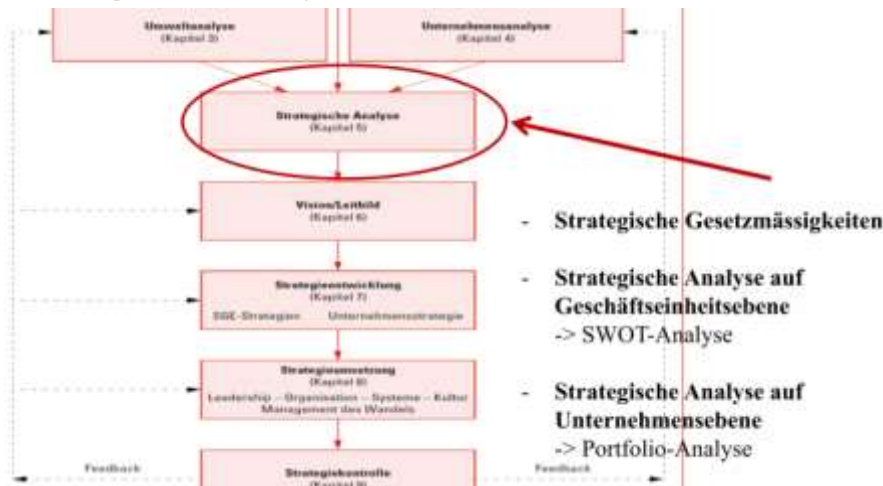 Umweltanalyse
(Kapitel 3)
Unternehmensanalyse
(Kapitel 4)
Strategische Analyse
(Kapitel 5)
Vision/Leitbild
(Kapitel 6)
Strategieentwicklung
(Kapitel 7)
SGE-Strategien Unternehmensstrategie
Strategieumsetzung
(Kapitel 8)
Leadership – Organisation – Systeme – Kultur
Management des Wandels
Feedback
Strategiekontrolle
(Kapitel 9)
Feedback
- Strategische Gesetzmässigkeiten
- Strategische Analyse auf
Geschäftseinheitsebene
-> SWOT-Analyse
- Strategische Analyse auf
Unternehmensebene
-> Portfolio-Analyse